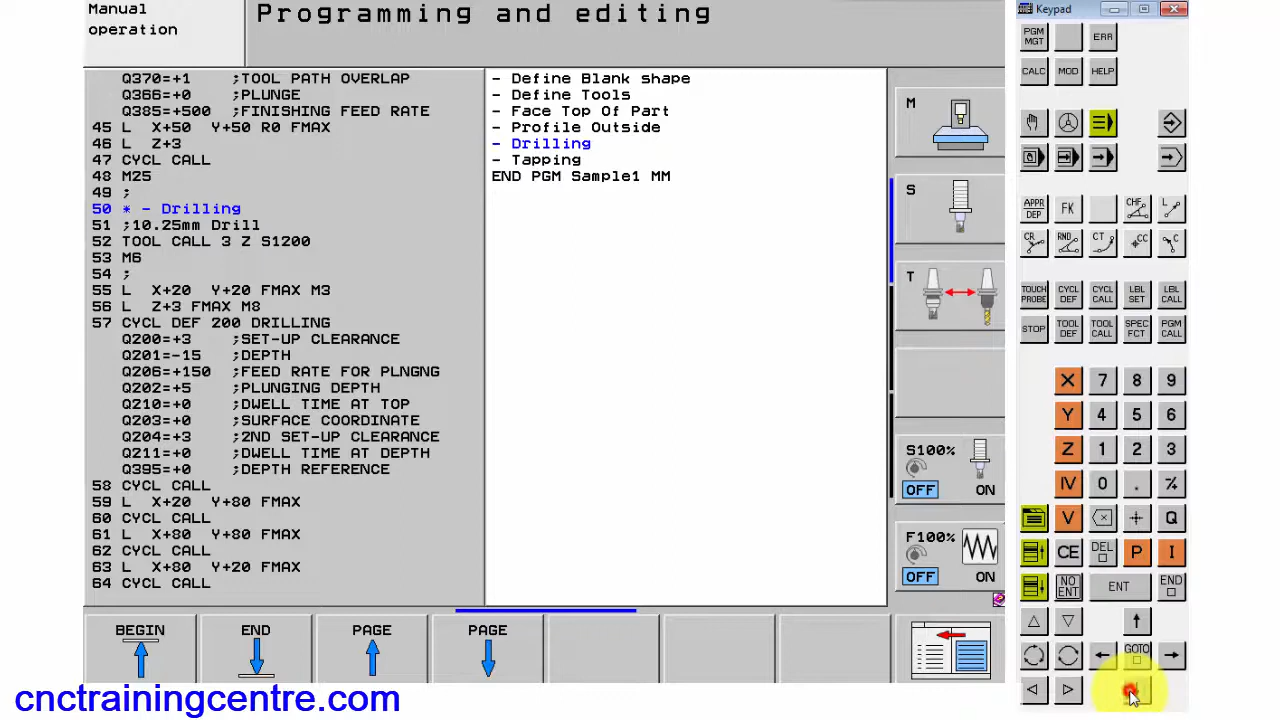 Manual
operation
Programming and editing
Q370=+1 ;TOOL PATH OVERLAP
Q366=+0 ;PLUNGE
Q385=+500 ;FINISHING FEED RATE
45 L X+50 Y+50 R0 FMAX
46 L Z+3
47 CYCL CALL
48 M25
49 ;
50 * - Drilling
51 ;10.25mm Drill
52 TOOL CALL 3 Z S1200
53 M6
54 ;
55 L X+20 Y+20 FMAX M3
56 L Z+3 FMAX M8
57 CYCL DEF 200 DRILLING
Q200=+3 ;SET-UP CLEARANCE
Q201=-15 ;DEPTH
Q206=+150 ;FEED RATE FOR PLNGNG
Q202=+5 ;PLUNGING DEPTH
Q210=+0 ;DWELL TIME AT TOP
Q203=+0 ;SURFACE COORDINATE
Q204=+3 ;2ND SET-UP CLEARANCE
Q211=+0 ;DWELL TIME AT DEPTH
Q395=+0 ;DEPTH REFERENCE
58 CYCL CALL
59 L X+20 Y+80 FMAX
60 CYCL CALL
61 L X+80 Y+80 FMAX
62 CYCL CALL
63 L X+80 Y+20 FMAX
64 CYCL CALL
- Define Blank shape
- Define Tools
- Face Top Of Part
- Profile Outside
- Drilling
- Tapping
END PGM Sample1 MM
M
S
T
S100%
OFF ON
F100%
OFF ON
BEGIN END PAGE PAGE
cnctrainingcentre.com
Keypad
PGM MGT ERR
CALC MOD HELP
APPR DEP FK CHF L
CR RND CT CC C
TOUCH PROBE CYCL DEF CYCL CALL LBL SET LBL CALL
STOP TOOL DEF TOOL CALL SPEC FCT PGM CALL
X 7 8 9
Y 4 5 6
Z 1 2 3
IV 0 .
V Q
CE DEL P I
NO ENT ENT END
GOTO